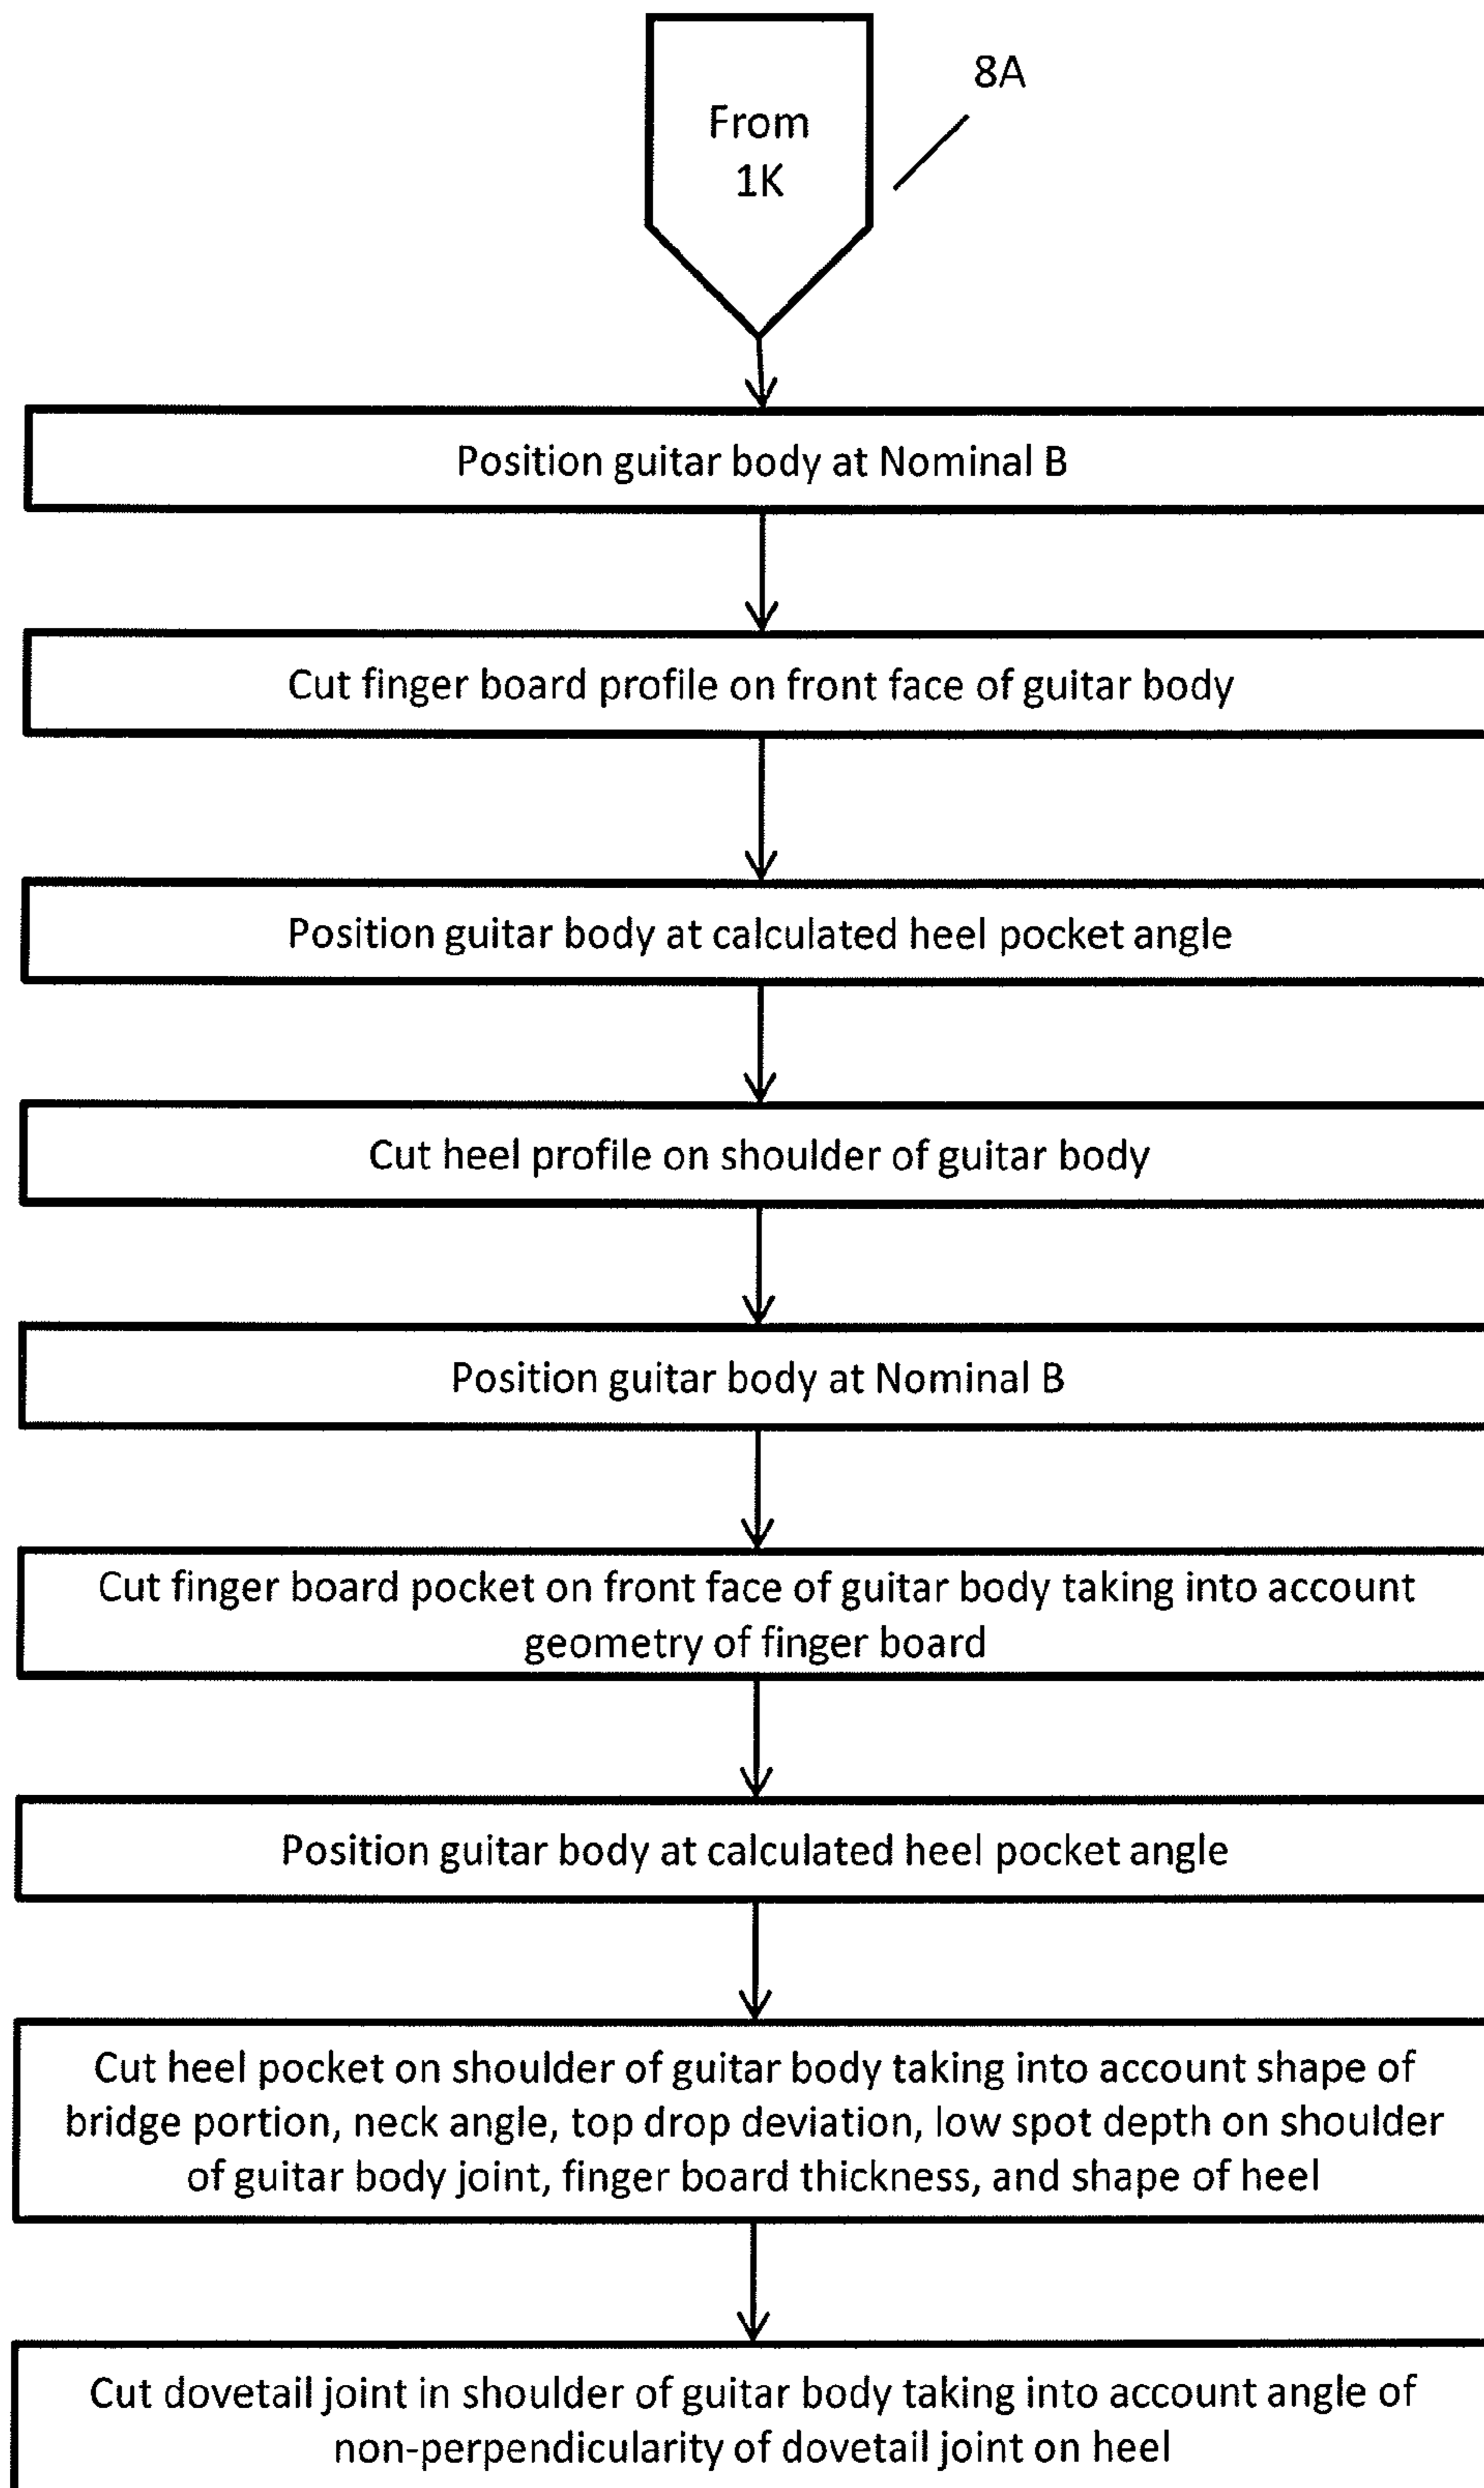 From
1K
8A
Position guitar body at Nominal B
Cut finger board profile on front face of guitar body
Position guitar body at calculated heel pocket angle
Cut heel profile on shoulder of guitar body
Position guitar body at Nominal B
Cut finger board pocket on front face of guitar body taking into account
geometry of finger board
Position guitar body at calculated heel pocket angle
Cut heel pocket on shoulder of guitar body taking into account shape of
bridge portion, neck angle, top drop deviation, low spot depth on shoulder
of guitar body joint, finger board thickness, and shape of heel
Cut dovetail joint in shoulder of guitar body taking into account angle of
non-perpendicularity of dovetail joint on heel